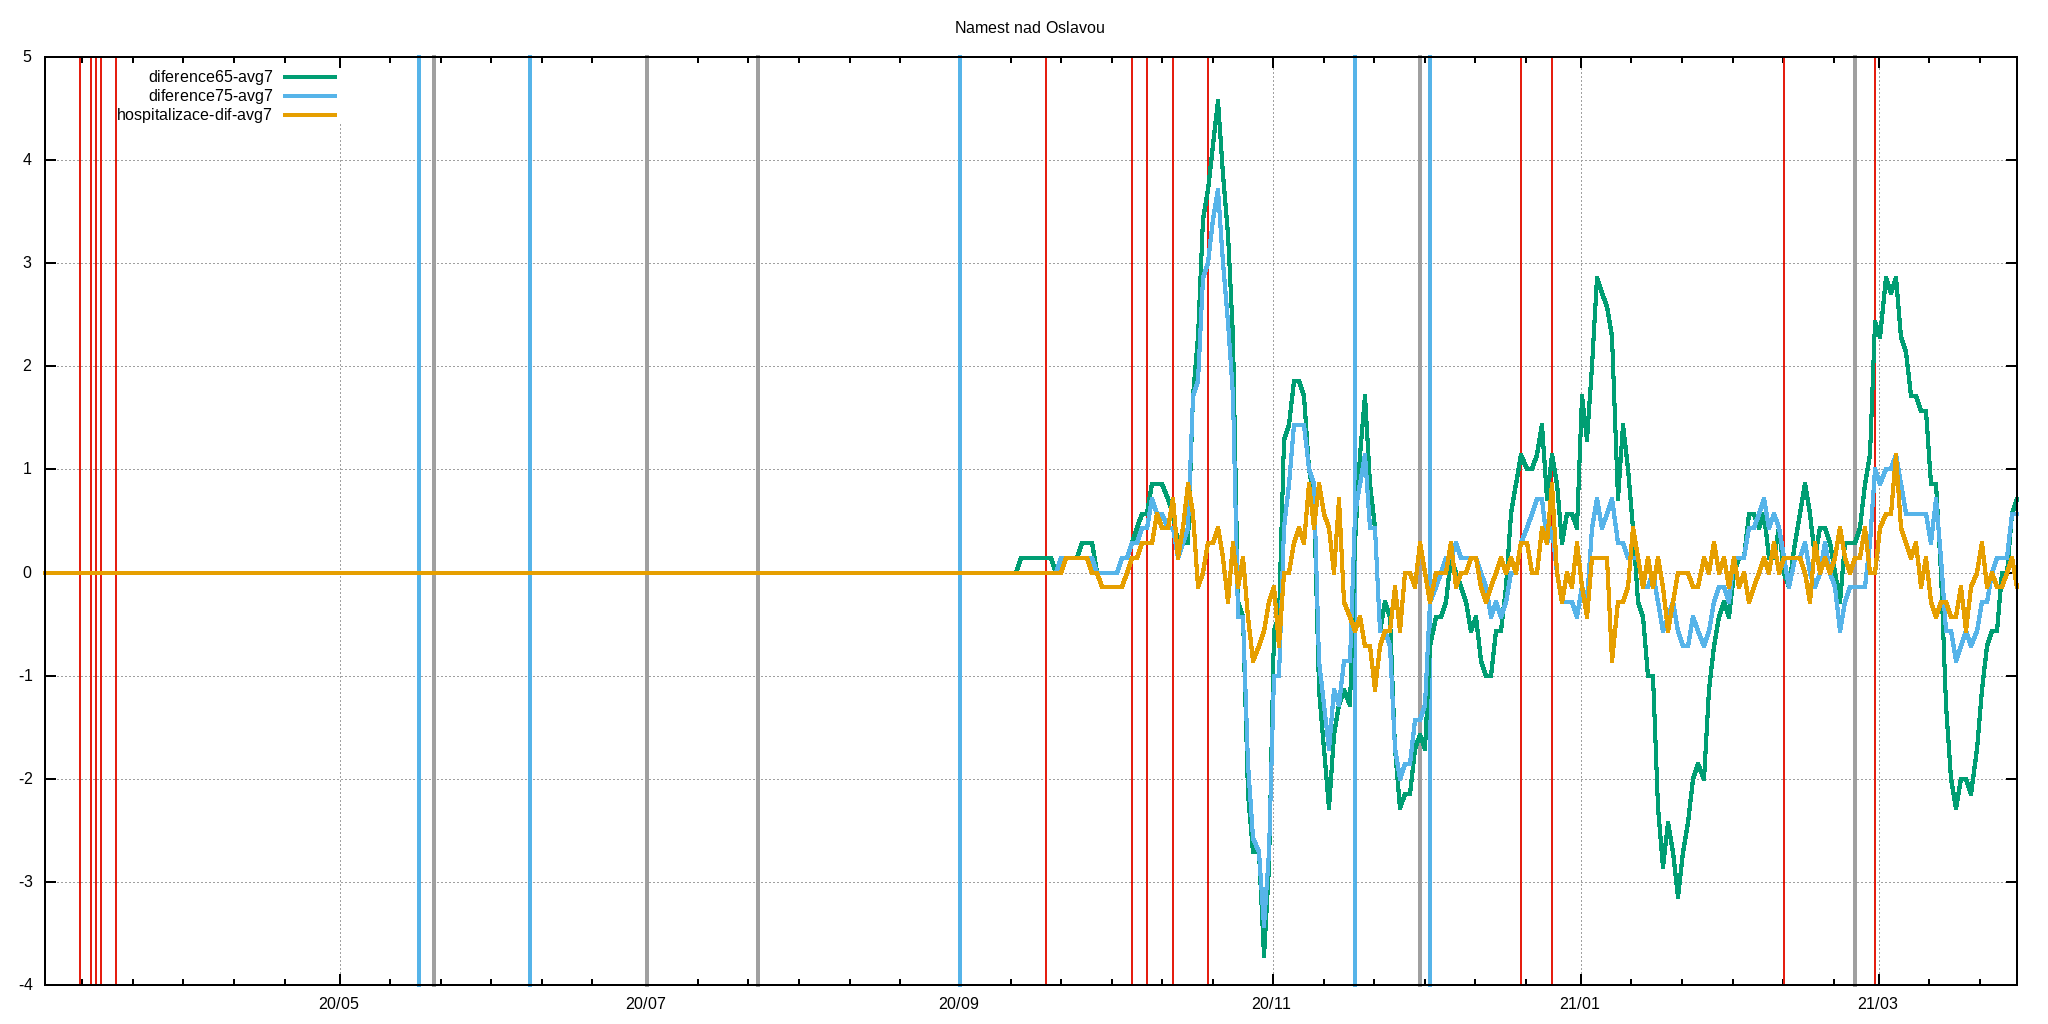 Namest nad Oslavou
5
diference65-avg7
diference75-avg7
hospitalizace-dif-avg7
4
3
2
1
0
-1
-2
-3
-4
20/05 20/07 20/09 20/11 21/01 21/03